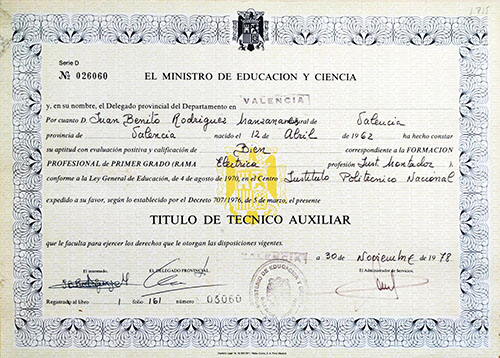 1.815
Serie D
№ 026060
EL MINISTRO DE EDUCACION Y CIENCIA
y, en su nombre, el Delegado provincial del Departamento en VALENCIA
Por cuanto D. Juan Benito Rodriguez Manzanares natural de Valencia
provincia de Valencia nacido el 12 de Abril de 1962 ha hecho constar
su aptitud con evaluación positiva y calificación de Bien correspondiente a la FORMACION
PROFESIONAL de PRIMER GRADO (RAMA Eléctrica profesión Inst Montador )
conforme a la Ley General de Educación, de 4 de agosto de 1970, en el Centro Instituto Politecnico Nacional
expedido a su favor, según lo establecido por el Decreto 707/1976, de 5 de marzo, el presente
TITULO DE TECNICO AUXILIAR
que le faculta para ejercer los derechos que le otorgan las disposiciones vigentes.
VALENCIA a 30 de Noviembre de 1978
El interesado, EL DELEGADO PROVINCIAL, El Administrador de Servicios,
Registrado al libro 1 folio 161 número 03060